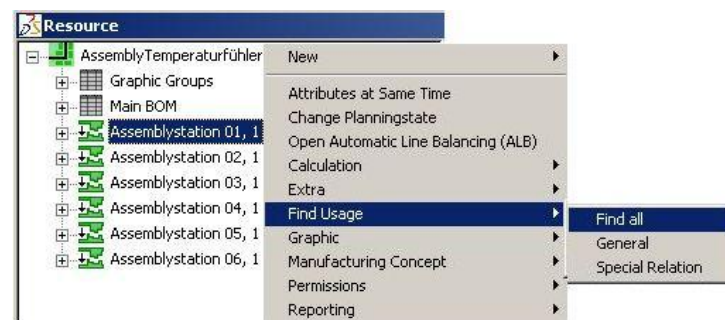 Resource
AssemblyTemperaturfühler
Graphic Groups
Main BOM
Assemblystation 01, 1
Assemblystation 02, 1
Assemblystation 03, 1
Assemblystation 04, 1
Assemblystation 05, 1
Assemblystation 06, 1
New
Attributes at Same Time
Change Planningstate
Open Automatic Line Balancing (ALB)
Calculation
Extra
Find Usage
Graphic
Manufacturing Concept
Permissions
Reporting
Find all
General
Special Relation